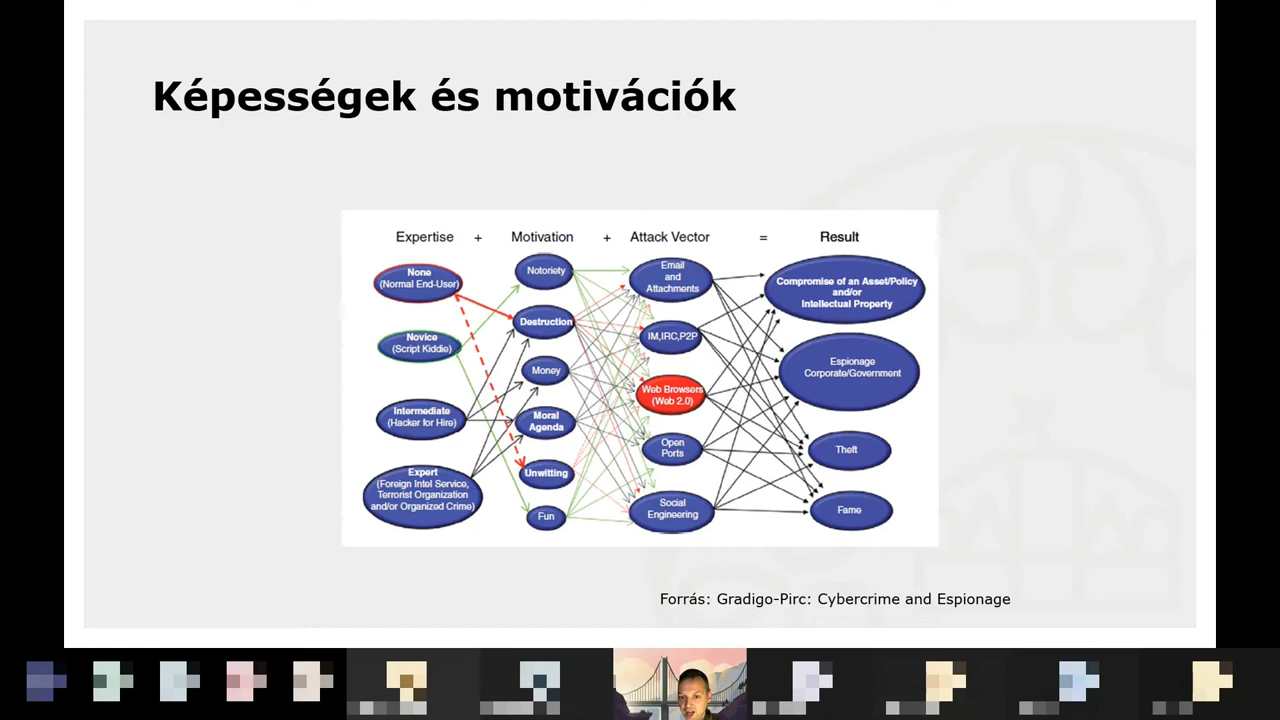 Képességek és motivációk
Expertise + Motivation + Attack Vector = Result
None
(Normal End-User)
Novice
(Script Kiddie)
Intermediate
(Hacker for Hire)
Expert
(Foreign Intel Service,
Terrorist Organization
and/or Organized Crime)
Notoriety
Destruction
Money
Moral
Agenda
Unwitting
Fun
Email
and
Attachments
IM,IRC,P2P
Web Browsers
(Web 2.0)
Open
Ports
Social
Engineering
Compromise of an Asset/Policy
and/or
Intellectual Property
Espionage
Corporate/Government
Theft
Fame
Forrás: Gradigo-Pirc: Cybercrime and Espionage